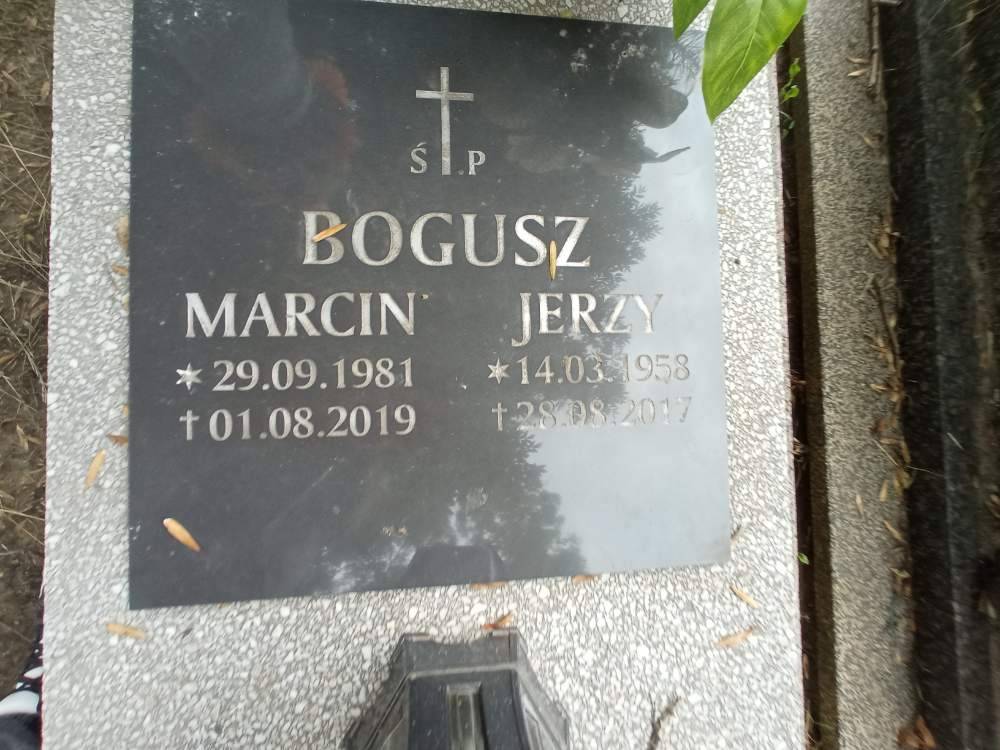 Ś.P
BOGUSZ
MARCIN JERZY
*29.09.1981 *14.03.1958
†01.08.2019 †28.08.2017